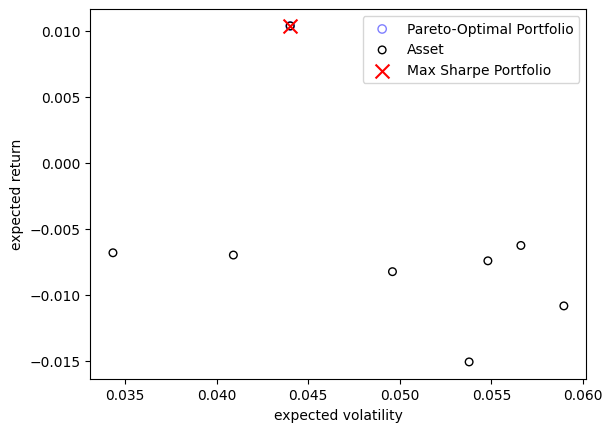 0.010
0.005
0.000
−0.005
−0.010
−0.015
expected return
Pareto-Optimal Portfolio
Asset
Max Sharpe Portfolio
0.035 0.040 0.045 0.050 0.055 0.060
expected volatility